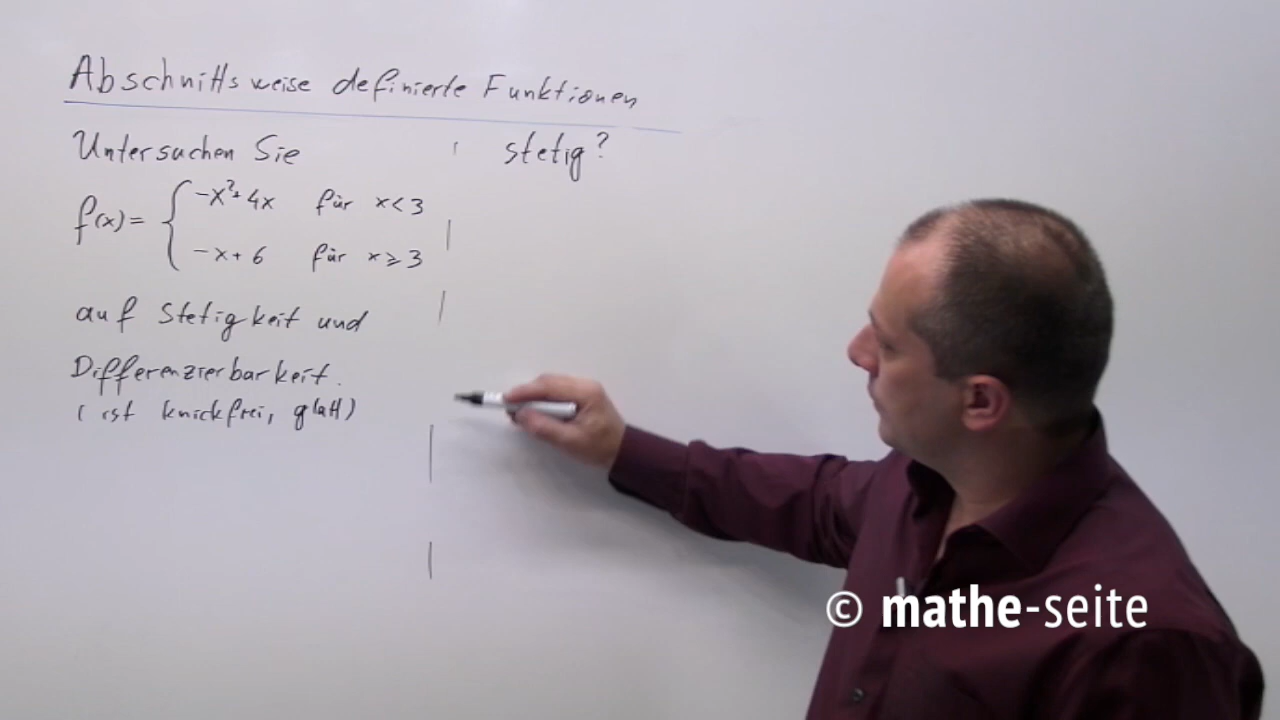 Abschnittsweise definierte Funktionen
Untersuchen Sie
f(x) = { -x²+4x für x<3
-x+6 für x⩾3
auf Stetigkeit und
Differenzierbarkeit.
(ist knickfrei, glatt)
stetig?
© mathe-seite